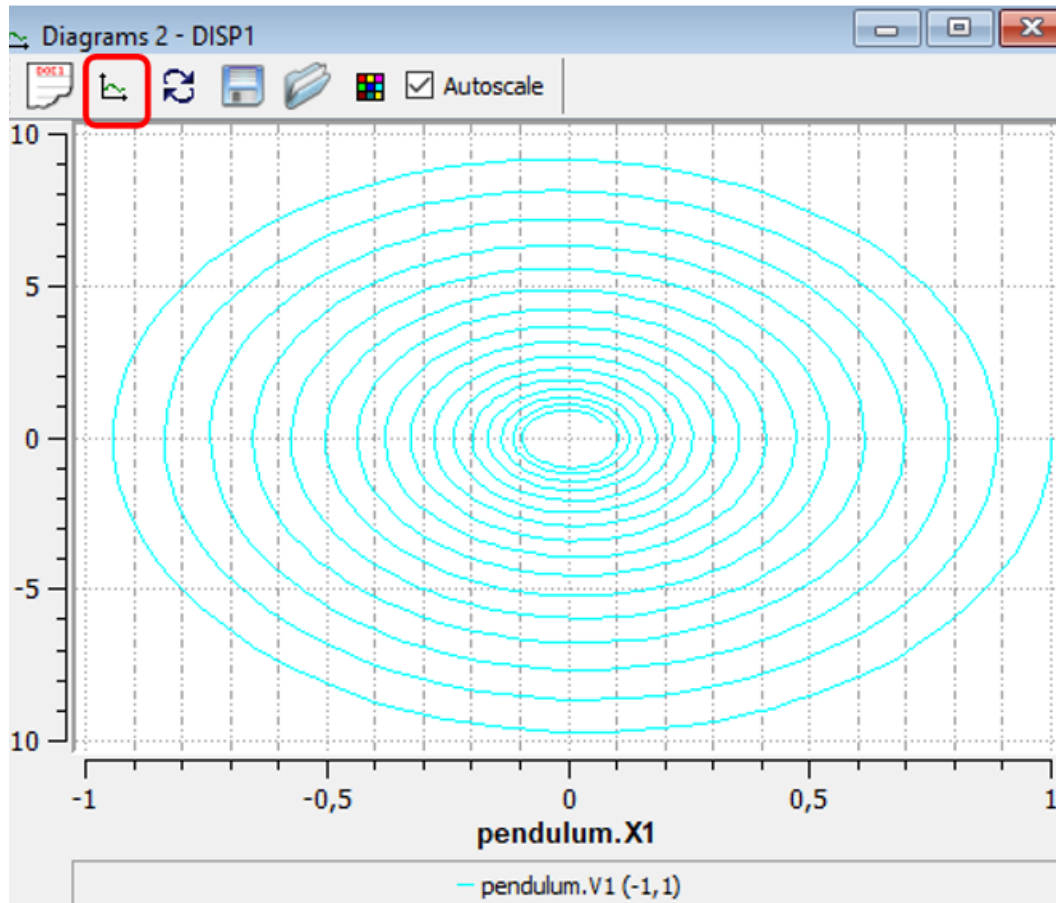 Diagrams 2 - DISP1
DOC1
Autoscale
10
5
0
-5
10
-1
-0,5
0
0,5
1
pendulum.X1
pendulum.V1 (-1,1)